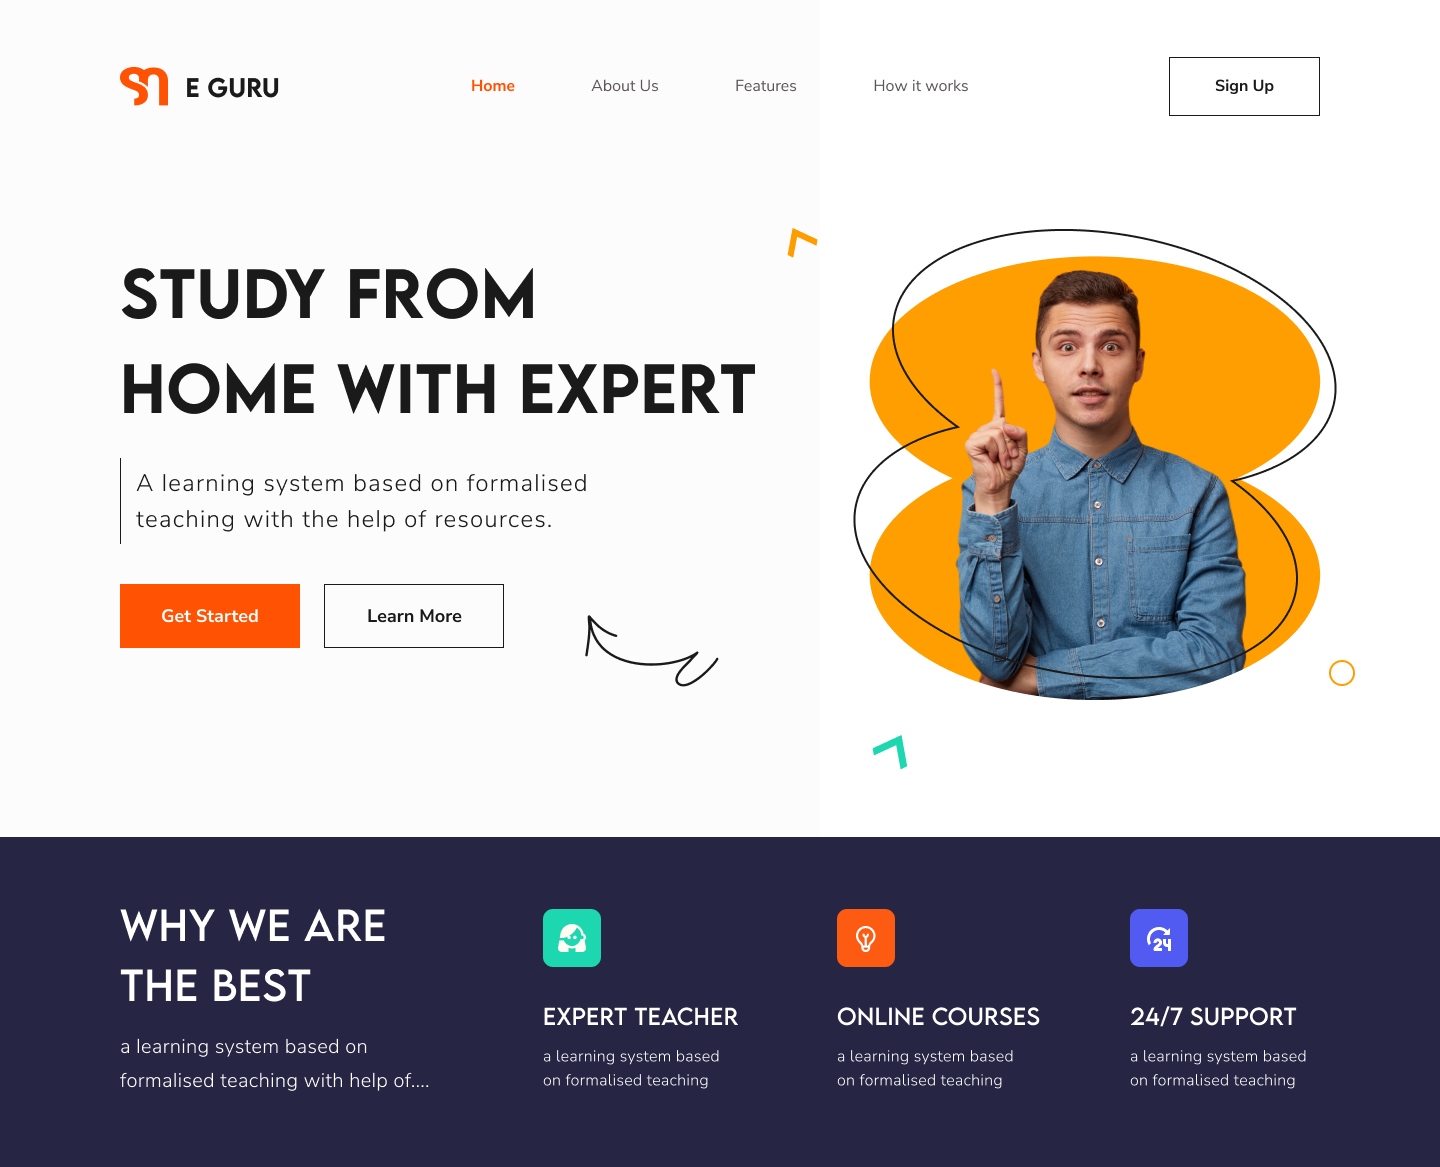 E GURU
Home
About Us
Features
How it works
Sign Up
STUDY FROM
HOME WITH EXPERT
A learning system based on formalised
teaching with the help of resources.
Get Started
Learn More
WHY WE ARE
THE BEST
a learning system based on
formalised teaching with help of....
EXPERT TEACHER
a learning system based
on formalised teaching
ONLINE COURSES
a learning system based
on formalised teaching
24
24/7 SUPPORT
a learning system based
on formalised teaching